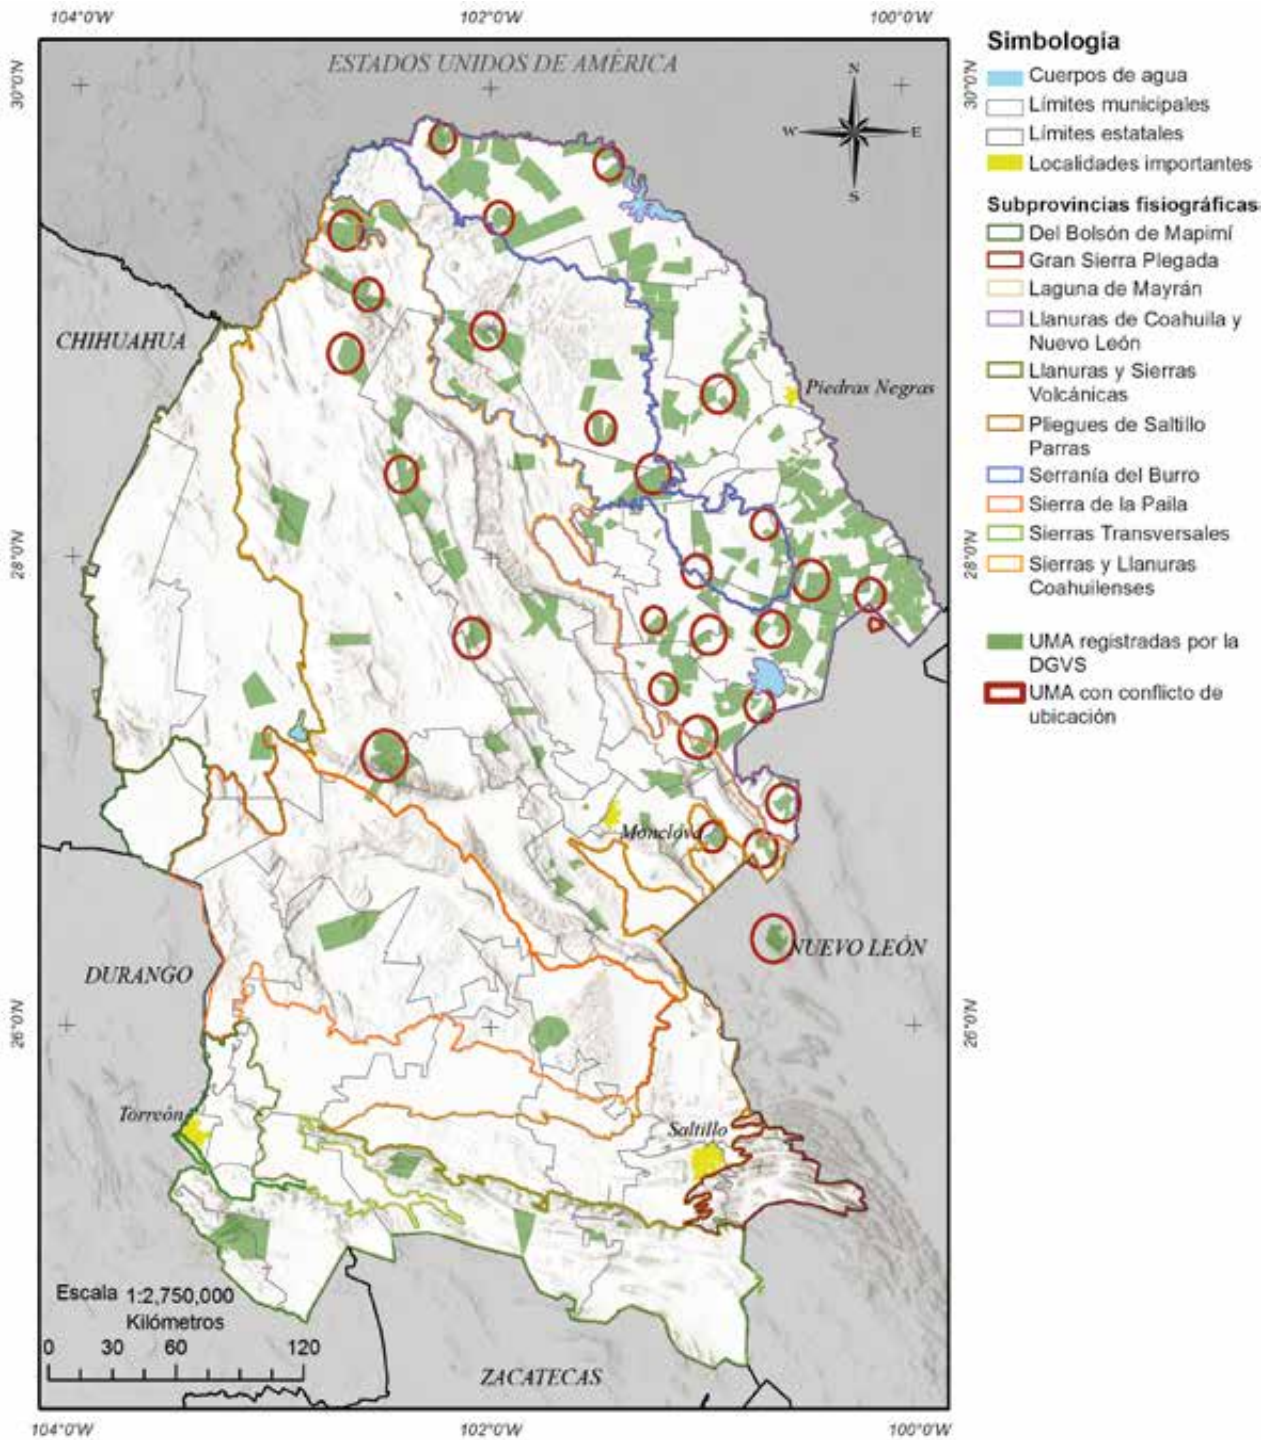 104°0'W 102°0'W 100°0'W
ESTADOS UNIDOS DE AMÉRICA
30°0'N
30°0'N
N
W E
S
CHIHUAHUA
Piedras Negras
28°0'N
28°0'N
Monclova
NUEVO LEÓN
DURANGO
26°0'N
26°0'N
Torreón
Saltillo
Escala 1:2,750,000
Kilómetros
0 30 60 120
ZACATECAS
104°0'W 102°0'W 100°0'W
Simbologia
Cuerpos de agua
Límites municipales
Límites estatales
Localidades importantes
Subprovincias fisiográficas
Del Bolsón de Mapimí
Gran Sierra Plegada
Laguna de Mayrán
Llanuras de Coahuila y
Nuevo León
Llanuras y Sierras
Volcánicas
Pliegues de Saltillo
Parras
Serranía del Burro
Sierra de la Paila
Sierras Transversales
Sierras y Llanuras
Coahuilenses
UMA registradas por la
DGVS
UMA con conflicto de
ubicación